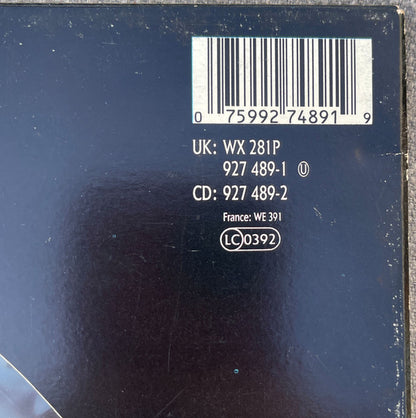 0 75992 74891 9
UK: WX 281P
927 489-1 Ⓤ
CD: 927 489-2
France: WE 391
LC 0392